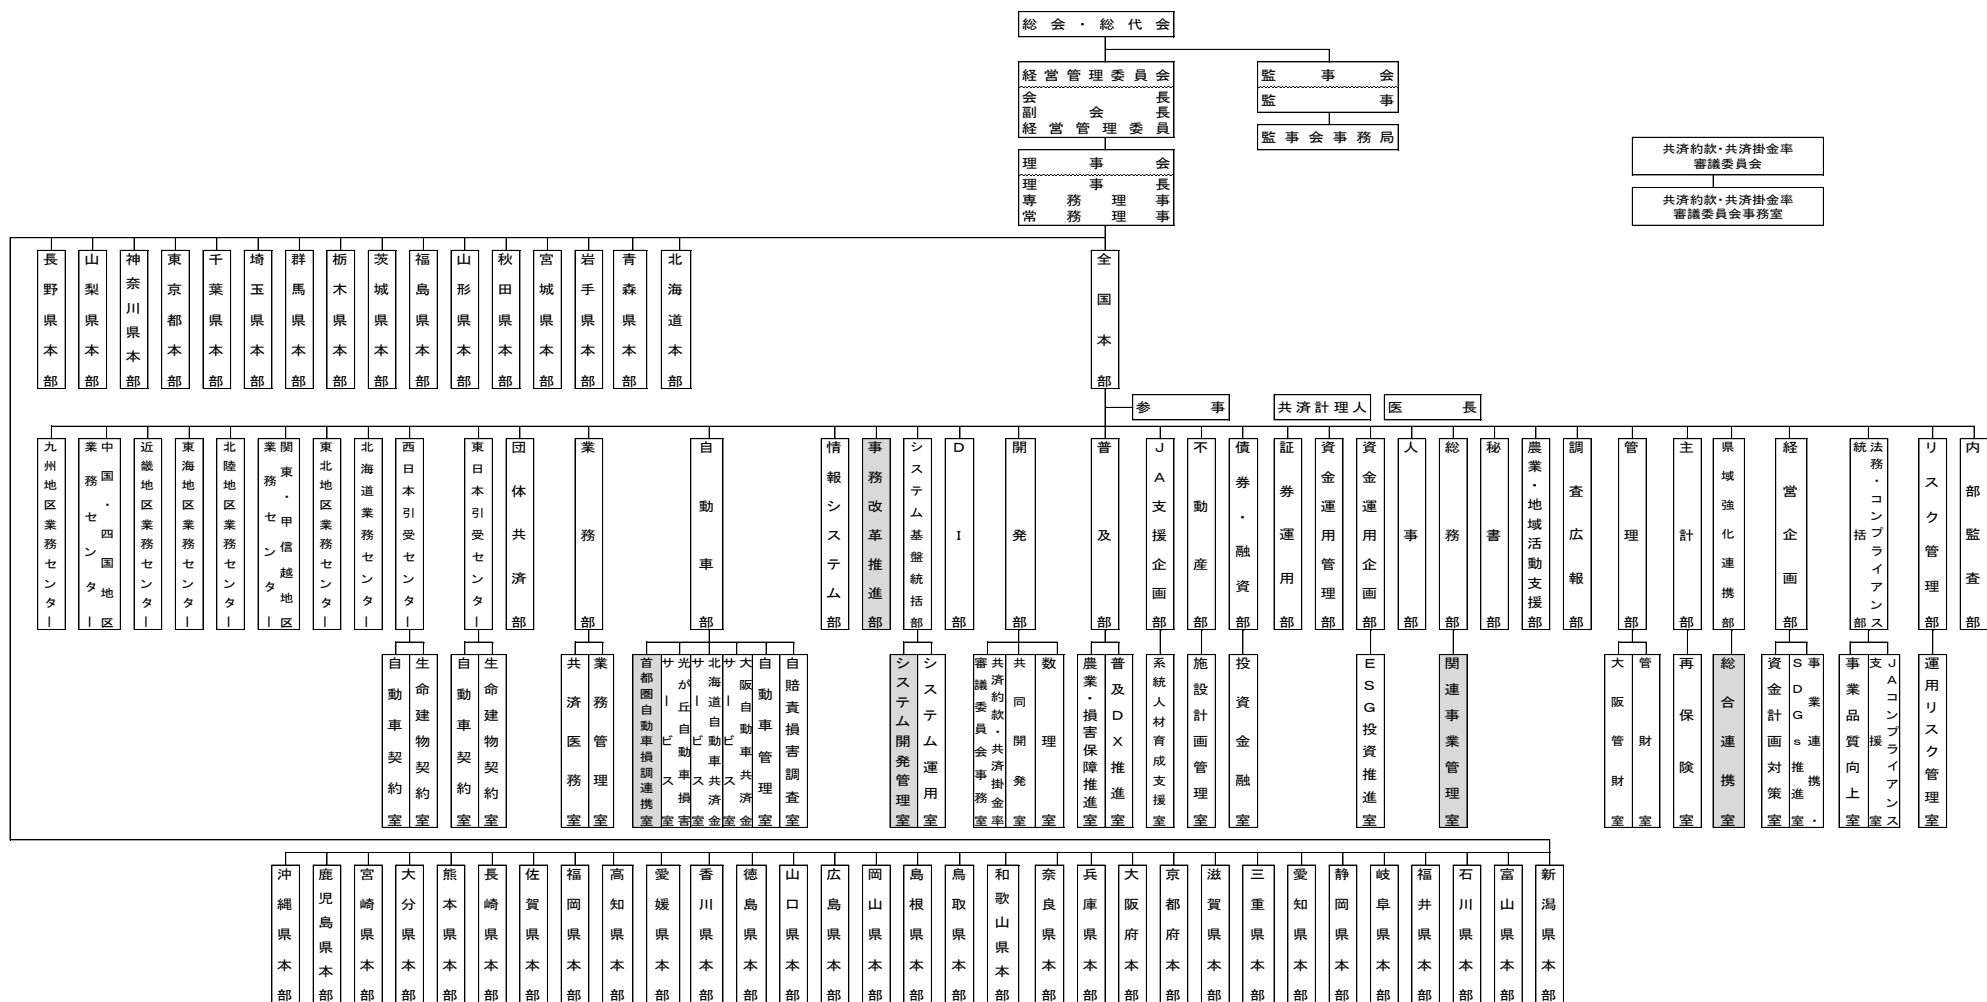 総会・総代会
経営管理委員会
会長
副会長
経営管理委員
監事会
監事
監事会事務局
理事会
理事長
専務理事
常務理事
共済約款・共済掛金率
審議委員会
共済約款・共済掛金率
審議委員会事務室
長野県本部
山梨県本部
神奈川県本部
東京都本部
千葉県本部
埼玉県本部
群馬県本部
栃木県本部
茨城県本部
福島県本部
山形県本部
秋田県本部
宮城県本部
岩手県本部
青森県本部
北海道本部
全国本部
参事
共済計理人
医長
九州地区業務センター
中国・四国地区
業務センター
近畿地区業務センター
東海地区業務センター
北陸地区業務センター
関東・甲信越地区
業務センター
東北地区業務センター
北海道業務センター
西日本引受センター
東日本引受センター
団体共済部
業務部
自動車部
情報システム部
事務改革推進部
システム基盤統括部
DI部
開発部
普及部
JA支援企画部
不動産部
債券・融資部
証券運用部
資金運用管理部
資金運用企画部
人事部
総務部
秘書部
農業・地域活動支援部
調査広報部
管理部
主計部
県域強化連携部
経営企画部
法務・コンプライアンス
統括部
リスク管理部
内部監査部
自動車契約室
生命建物契約室
自動車契約室
生命建物契約室
共済医務室
業務管理室
首都圏自動車損調連携室
光が丘自動車損害
サービス室
北海道自動車共済金
サービス室
大阪自動車共済金
サービス室
自動車管理室
自賠責損害調査室
システム開発管理室
システム運用室
共済約款・共済掛金率
審議委員会事務室
共同開発室
数理室
農業・損害保障推進室
普及DX推進室
系統人材育成支援室
施設計画管理室
投資金融室
ESG投資推進室
関連事業管理室
大阪管財室
管財室
再保険室
総合連携室
資金計画対策室
事業連携・
SDGs推進室
事業品質向上室
JAコンプライアンス
支援室
運用リスク管理室
沖縄県本部
鹿児島県本部
宮崎県本部
大分県本部
熊本県本部
長崎県本部
佐賀県本部
福岡県本部
高知県本部
愛媛県本部
香川県本部
徳島県本部
山口県本部
広島県本部
岡山県本部
島根県本部
鳥取県本部
和歌山県本部
奈良県本部
兵庫県本部
大阪府本部
京都府本部
滋賀県本部
三重県本部
愛知県本部
静岡県本部
岐阜県本部
福井県本部
石川県本部
富山県本部
新潟県本部